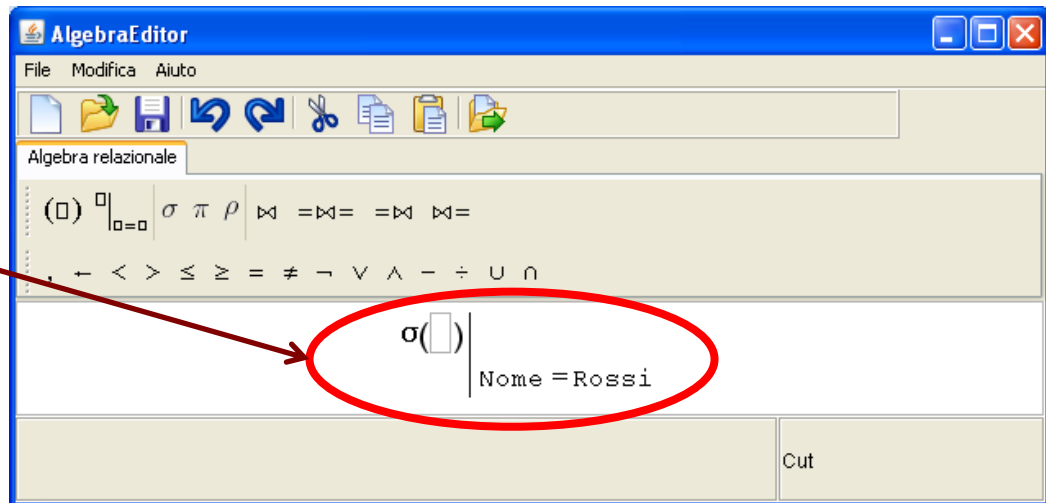 AlgebraEditor
File Modifica Aiuto
Algebra relazionale
(□) □|□=□ σ π ρ ⋈ =⋈= =⋈ ⋈=
, ← < > ≤ ≥ = ≠ ¬ ∨ ∧ − ÷ ∪ ∩
σ(□)
Nome =Rossi
Cut